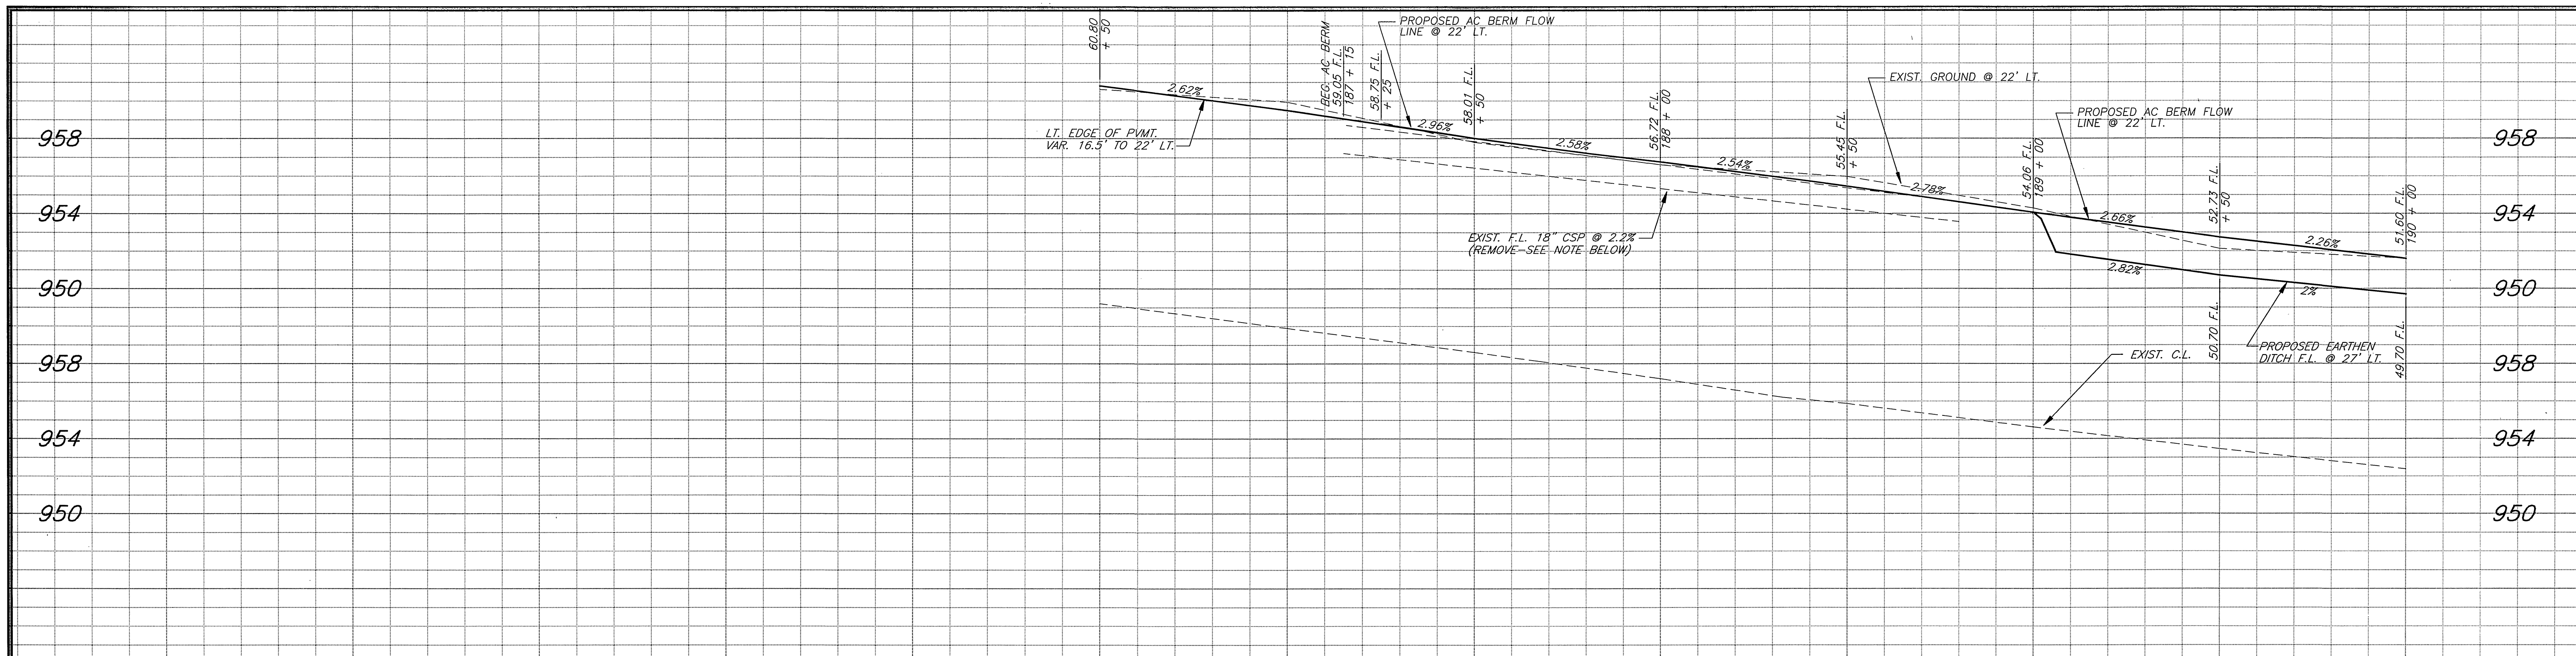 60.80
+ 50
BEG. AC BERM
59.05 F.L.
187 + 15
58.75 F.L.
+ 25
PROPOSED AC BERM FLOW
LINE @ 22' LT.
58.01 F.L.
+ 50
56.72 F.L.
188 + 00
55.45 F.L.
+ 50
EXIST. GROUND @ 22' LT.
54.06 F.L.
189 + 00
PROPOSED AC BERM FLOW
LINE @ 22' LT.
52.73 F.L.
+ 50
51.60 F.L.
190 + 00
2.62%
2.96%
2.58%
2.54%
2.78%
2.66%
2.26%
LT. EDGE OF PVMT.
VAR. 16.5' TO 22' LT.
958
958
954
954
EXIST. F.L. 18" CSP @ 2.2%
(REMOVE-SEE NOTE BELOW)
2.82%
2%
950
950
50.70 F.L.
49.70 F.L.
PROPOSED EARTHEN
DITCH F.L. @ 27' LT.
EXIST. C.L.
958
958
954
954
950
950